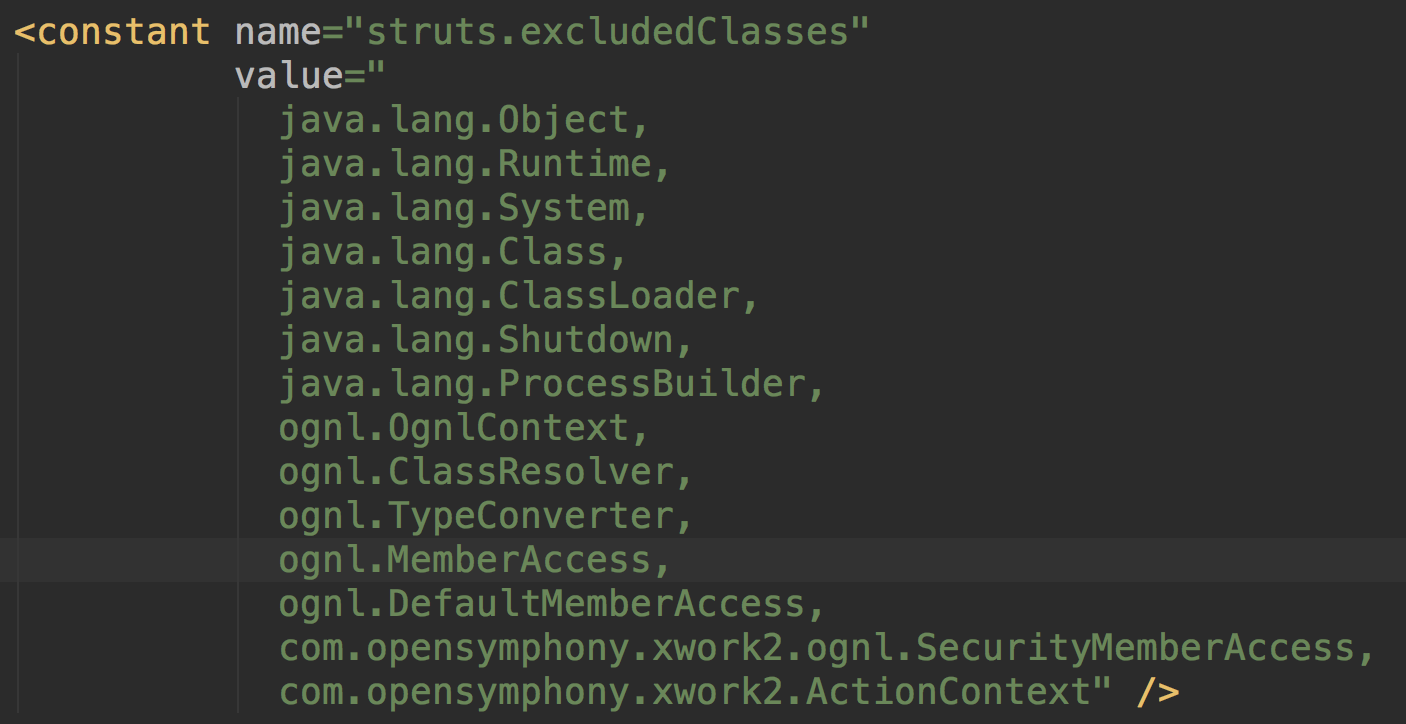 <constant name="struts.excludedClasses"
value="
java.lang.Object,
java.lang.Runtime,
java.lang.System,
java.lang.Class,
java.lang.ClassLoader,
java.lang.Shutdown,
java.lang.ProcessBuilder,
ognl.OgnlContext,
ognl.ClassResolver,
ognl.TypeConverter,
ognl.MemberAccess,
ognl.DefaultMemberAccess,
com.opensymphony.xwork2.ognl.SecurityMemberAccess,
com.opensymphony.xwork2.ActionContext" />